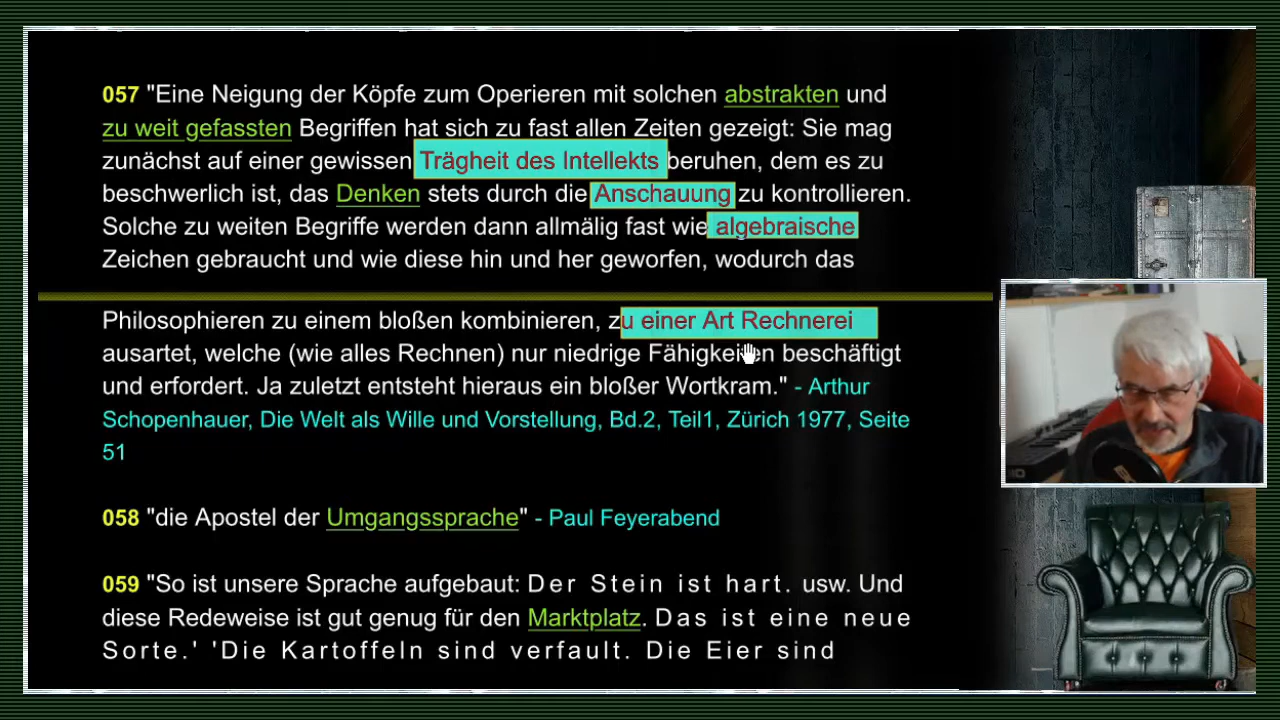 057 "Eine Neigung der Köpfe zum Operieren mit solchen abstrakten und
zu weit gefassten Begriffen hat sich zu fast allen Zeiten gezeigt: Sie mag
zunächst auf einer gewissen Trägheit des Intellekts beruhen, dem es zu
beschwerlich ist, das Denken stets durch die Anschauung zu kontrollieren.
Solche zu weiten Begriffe werden dann allmälig fast wie algebraische
Zeichen gebraucht und wie diese hin und her geworfen, wodurch das
Philosophieren zu einem bloßen kombinieren, zu einer Art Rechnerei
ausartet, welche (wie alles Rechnen) nur niedrige Fähigkeiten beschäftigt
und erfordert. Ja zuletzt entsteht hieraus ein bloßer Wortkram." - Arthur
Schopenhauer, Die Welt als Wille und Vorstellung, Bd.2, Teil1, Zürich 1977, Seite
51
058 "die Apostel der Umgangssprache" - Paul Feyerabend
059 "So ist unsere Sprache aufgebaut: Der Stein ist hart. usw. Und
diese Redeweise ist gut genug für den Marktplatz. Das ist eine neue
Sorte.' 'Die Kartoffeln sind verfault. Die Eier sind